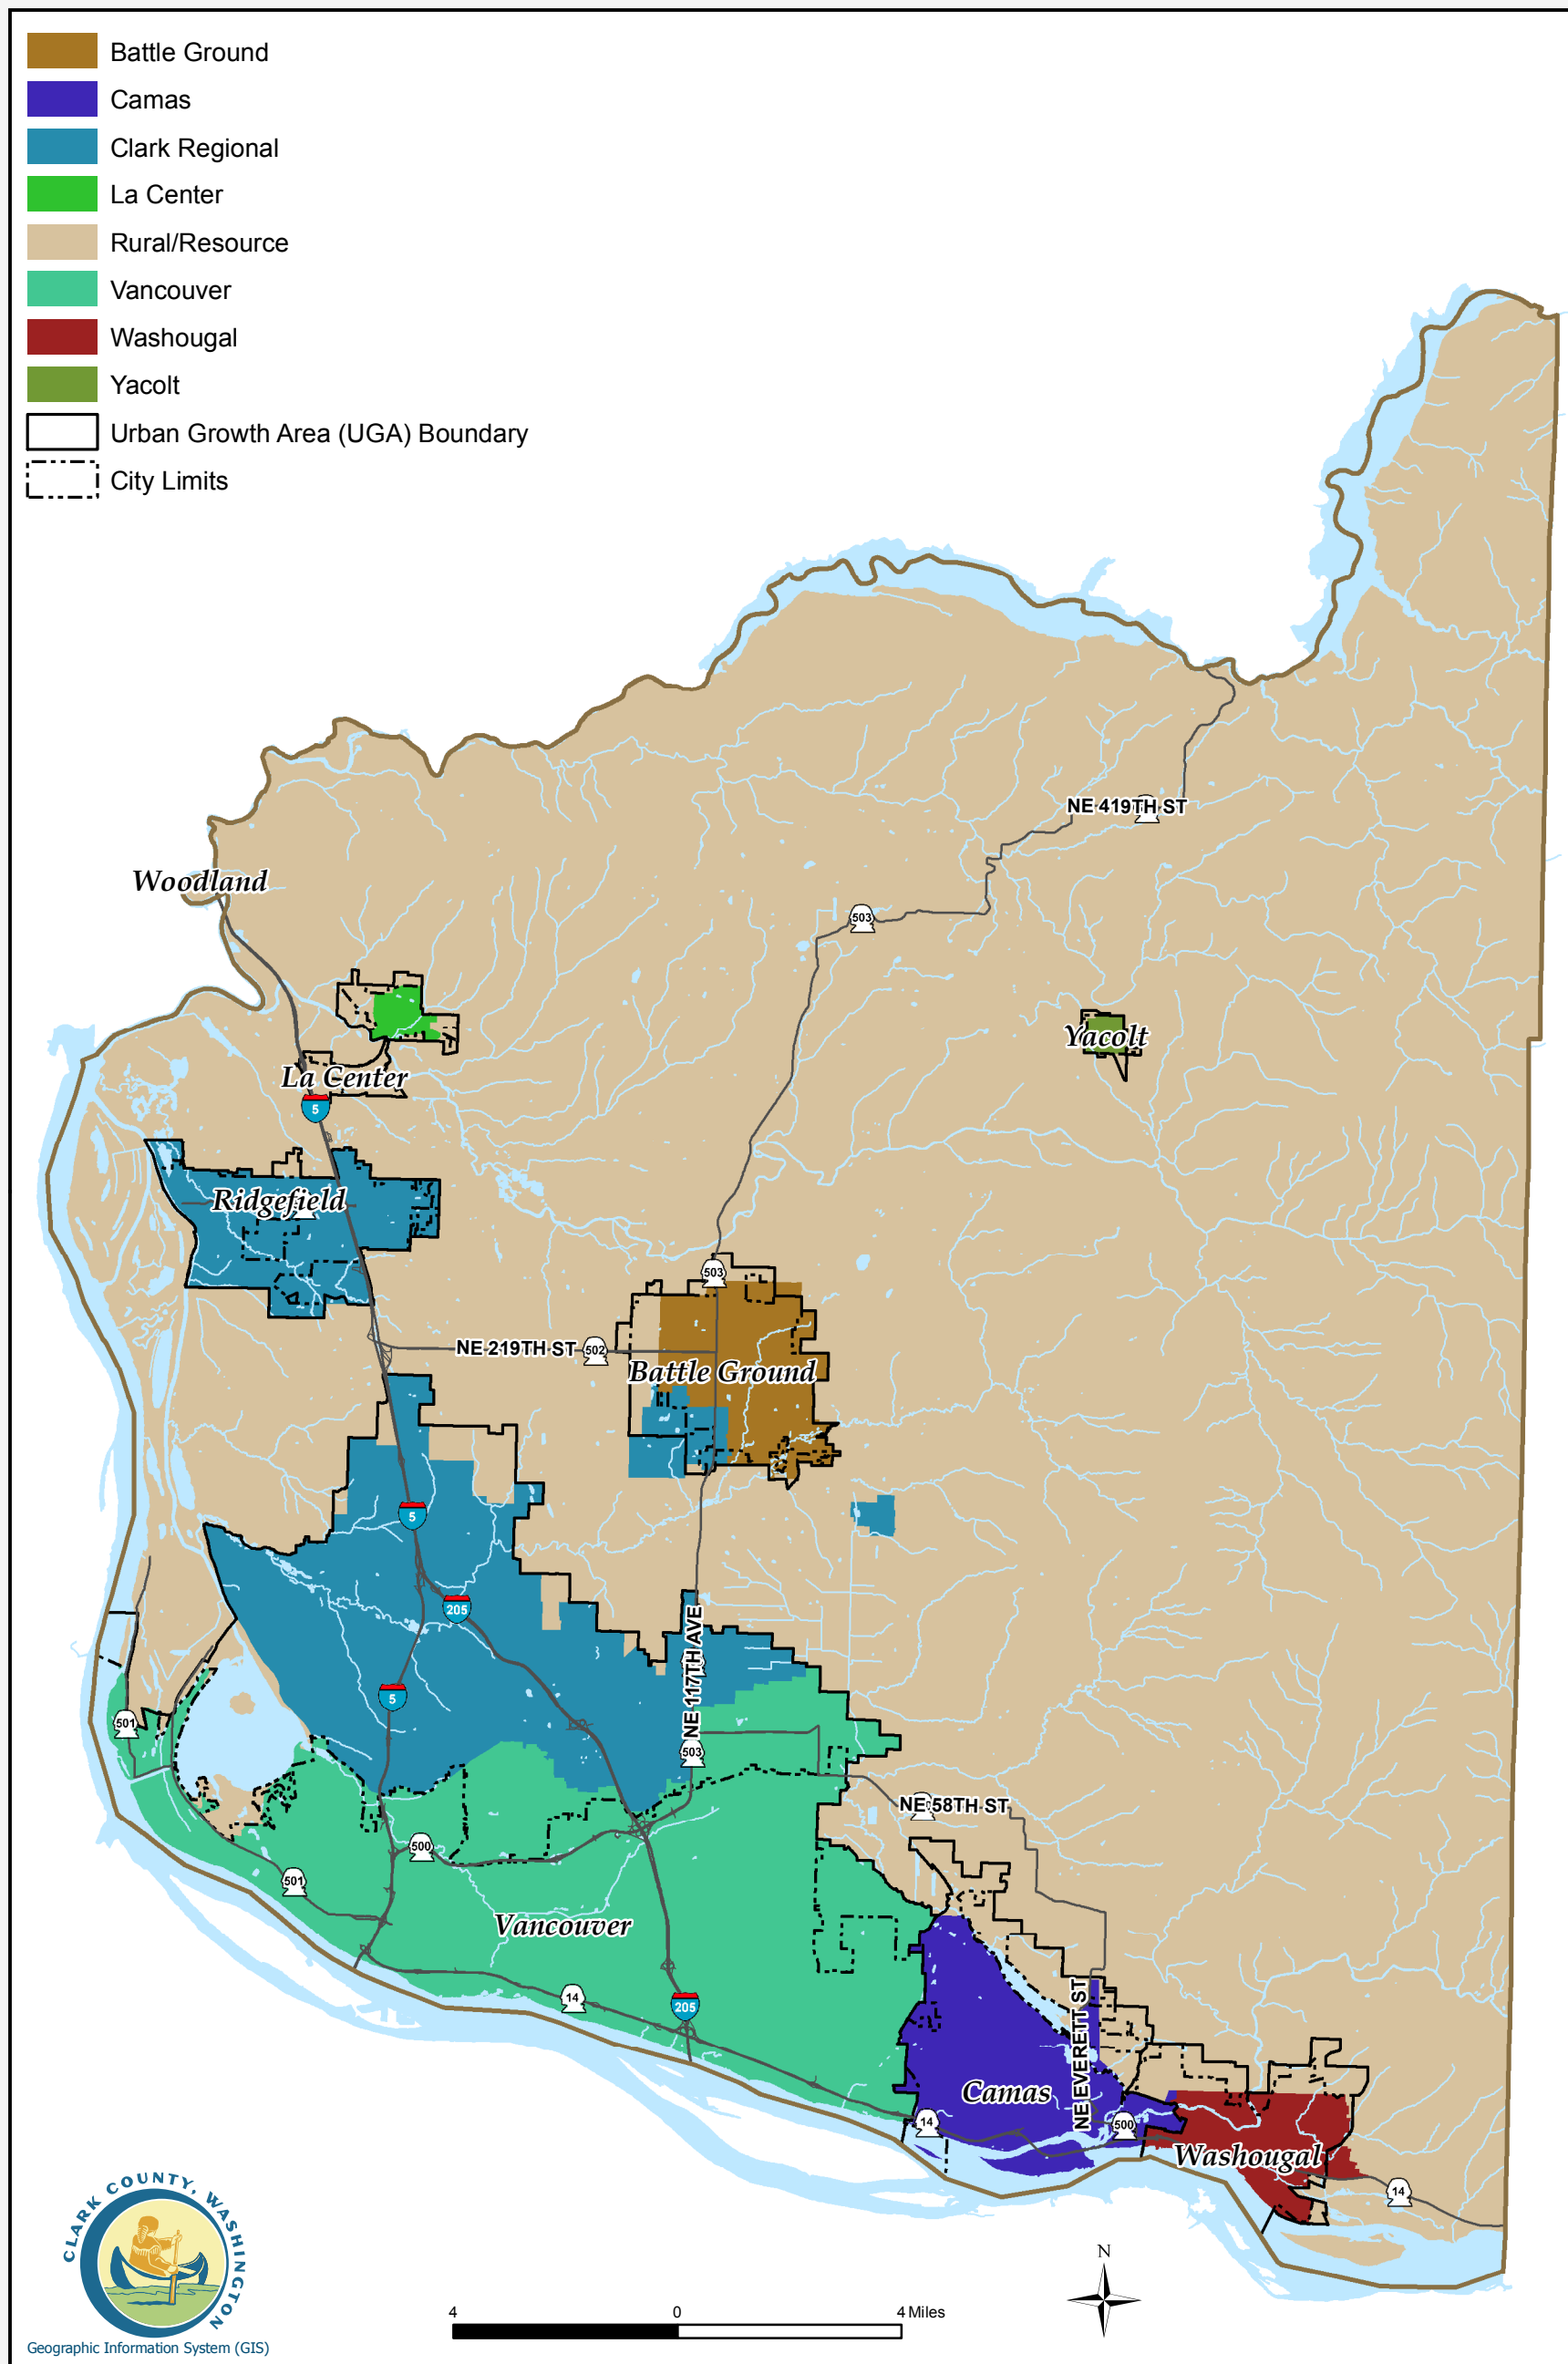 Battle Ground
Camas
Clark Regional
La Center
Rural/Resource
Vancouver
Washougal
Yacolt
Urban Growth Area (UGA) Boundary
City Limits
NE 419TH ST
Woodland
503
Yacolt
La Center
5
Ridgefield
503
NE 219TH ST
502
Battle Ground
5
205
NE 117TH AVE
5
501
503
NE 58TH ST
500
501
Vancouver
14
205
NE EVERETT ST
Camas
14
500
Washougal
14
CLARK COUNTY, WASHINGTON
Geographic Information System (GIS)
N
4 0 4 Miles